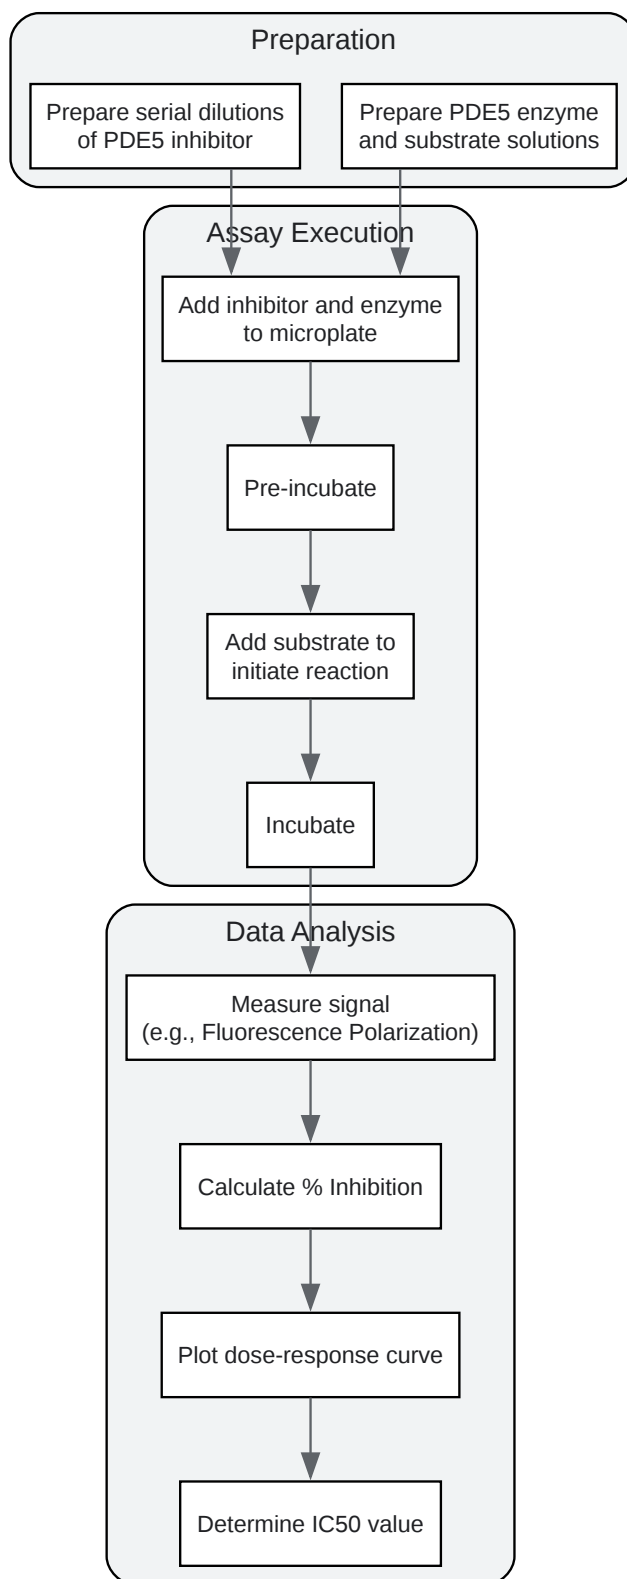 Preparation
Prepare serial dilutions
of PDE5 inhibitor
Prepare PDE5 enzyme
and substrate solutions
Assay Execution
Add inhibitor and enzyme
to microplate
Pre-incubate
Add substrate to
initiate reaction
Incubate
Data Analysis
Measure signal
(e.g., Fluorescence Polarization)
Calculate % Inhibition
Plot dose-response curve
Determine IC50 value